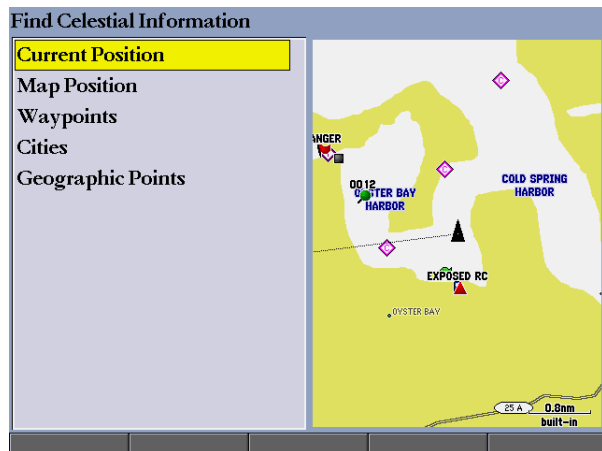 Find Celestial Information
Current Position
Map Position
Waypoints
Cities
Geographic Points
C
ANGER
C
0012
OYSTER BAY
HARBOR
COLD SPRING
HARBOR
C
EXPOSED RC
OYSTER BAY
25 A
0.8nm
built-in